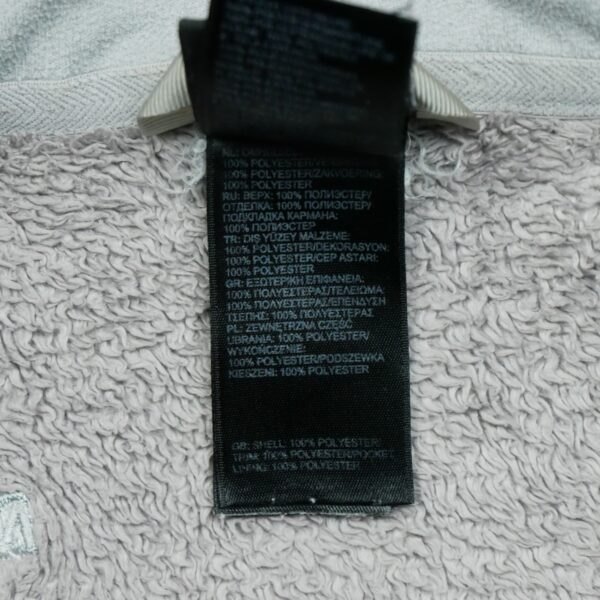 100% POLYESTER/ZAKVOERING:
100% POLYESTER
RU: ВЕРХ: 100% ПОЛИЭСТЕР/
ОТДЕЛКА: 100% ПОЛИЭСТЕР/
ПОДКЛАДКА КАРМАНА:
100% ПОЛИЭСТЕР
TR: DIŞ YÜZEY MALZEME:
100% POLYESTER/DEKORASYON:
100% POLYESTER/CEP ASTARI:
100% POLYESTER
GR: ΕΞΩΤΕΡΙΚΗ ΕΠΙΦΑΝΕΙΑ:
100% ΠΟΛΥΕΣΤΕΡΑΣ/ΤΕΛΕΙΩΜΑ:
100% ΠΟΛΥΕΣΤΕΡΑΣ/ΕΠΕΝΔΥΣΗ
ΤΣΕΠΗΣ: 100% ΠΟΛΥΕΣΤΕΡΑΣ
PL: ZEWNĘTRZNA CZĘŚĆ
UBRANIA: 100% POLYESTER/
WYKOŃCZENIE:
100% POLYESTER/PODSZEWKA
KIESZENI: 100% POLYESTER
GB: SHELL: 100% POLYESTER/
TRIM: 100% POLYESTER/POCKET
LINING: 100% POLYESTER